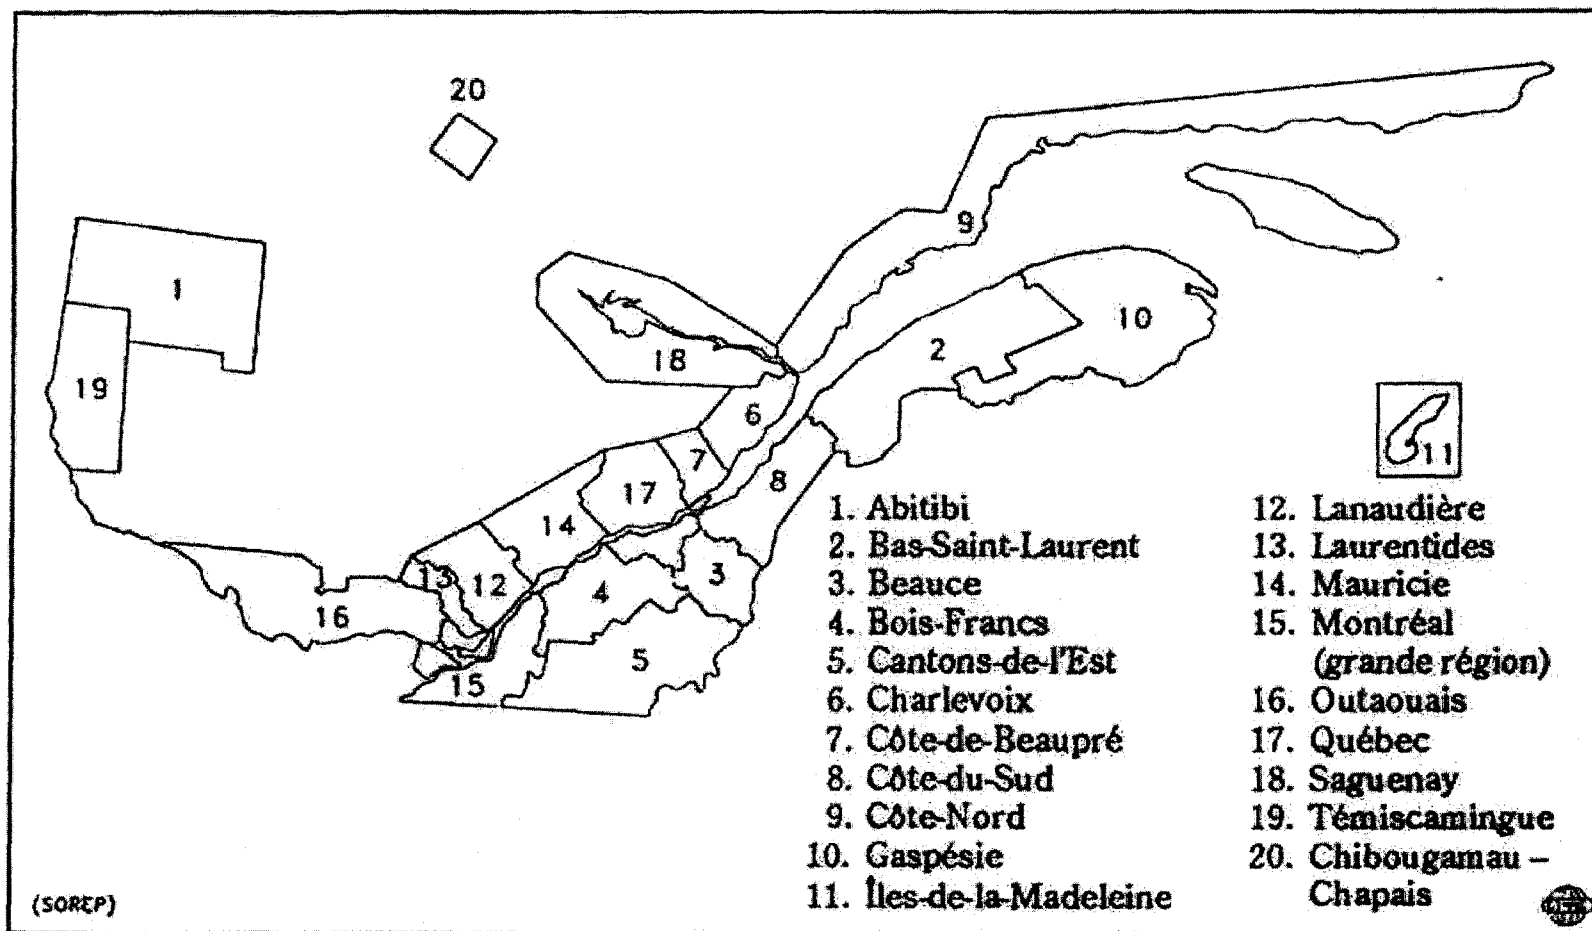 20
9
1
10
2
18
19
6
11
7
8
17
14
13
12
3
4
16
5
15
1. Abitibi
2. Bas-Saint-Laurent
3. Beauce
4. Bois-Francs
5. Cantons-de-l'Est
6. Charlevoix
7. Côte-de-Beaupré
8. Côte-du-Sud
9. Côte-Nord
10. Gaspésie
11. Îles-de-la-Madeleine
12. Lanaudière
13. Laurentides
14. Mauricie
15. Montréal
(grande région)
16. Outaouais
17. Québec
18. Saguenay
19. Témiscamingue
20. Chibougamau –
Chapais
(SOREP)